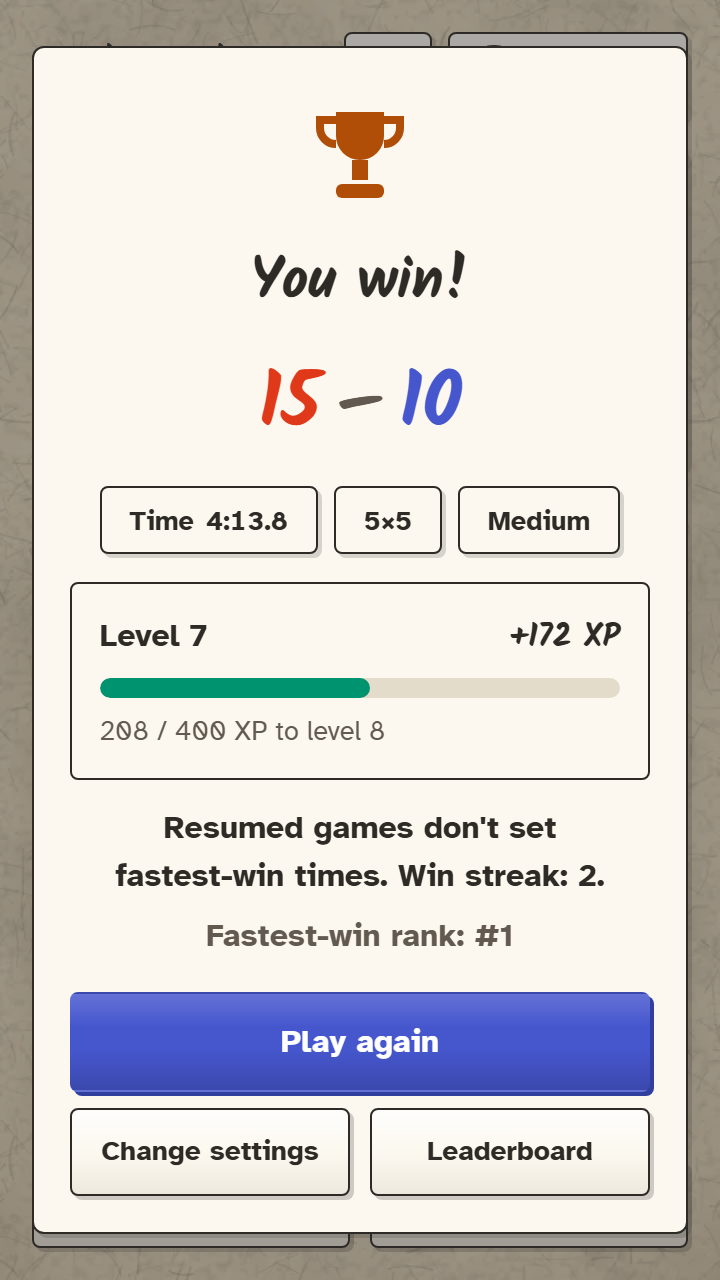 You win!
15 – 10
Time 4:13.8
5×5
Medium
Level 7
+172 XP
208 / 400 XP to level 8
Resumed games don't set
fastest-win times. Win streak: 2.
Fastest-win rank: #1
Play again
Change settings
Leaderboard